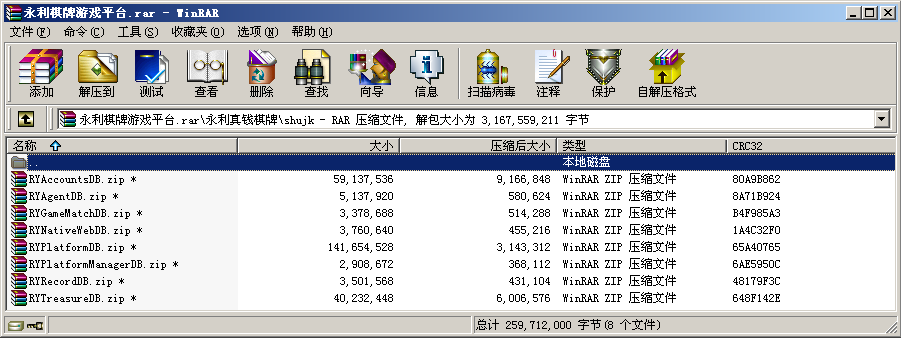 永利棋牌游戏平台.rar - WinRAR
文件(F) 命令(C) 工具(S) 收藏夹(O) 选项(N) 帮助(H)
添加 解压到 测试 查看 删除 查找 向导 信息 扫描病毒 注释 保护 自解压格式
永利棋牌游戏平台.rar\永利真钱棋牌\shujk - RAR 压缩文件, 解包大小为 3,167,559,211 字节
名称 大小 压缩后大小 类型 CRC32
.. 本地磁盘
RYAccountsDB.zip * 59,137,536 9,166,848 WinRAR ZIP 压缩文件 80A9B862
RYAgentDB.zip * 5,137,920 580,624 WinRAR ZIP 压缩文件 8A71B924
RYGameMatchDB.zip * 3,378,688 514,288 WinRAR ZIP 压缩文件 B4F985A3
RYNativeWebDB.zip * 3,760,640 455,216 WinRAR ZIP 压缩文件 1A4C32F0
RYPlatformDB.zip * 141,654,528 3,143,312 WinRAR ZIP 压缩文件 65A40765
RYPlatformManagerDB.zip * 2,908,672 368,112 WinRAR ZIP 压缩文件 6AE5950C
RYRecordDB.zip * 3,501,568 431,104 WinRAR ZIP 压缩文件 48179F3C
RYTreasureDB.zip * 40,232,448 6,006,576 WinRAR ZIP 压缩文件 648F142E
总计 259,712,000 字节(8 个文件)